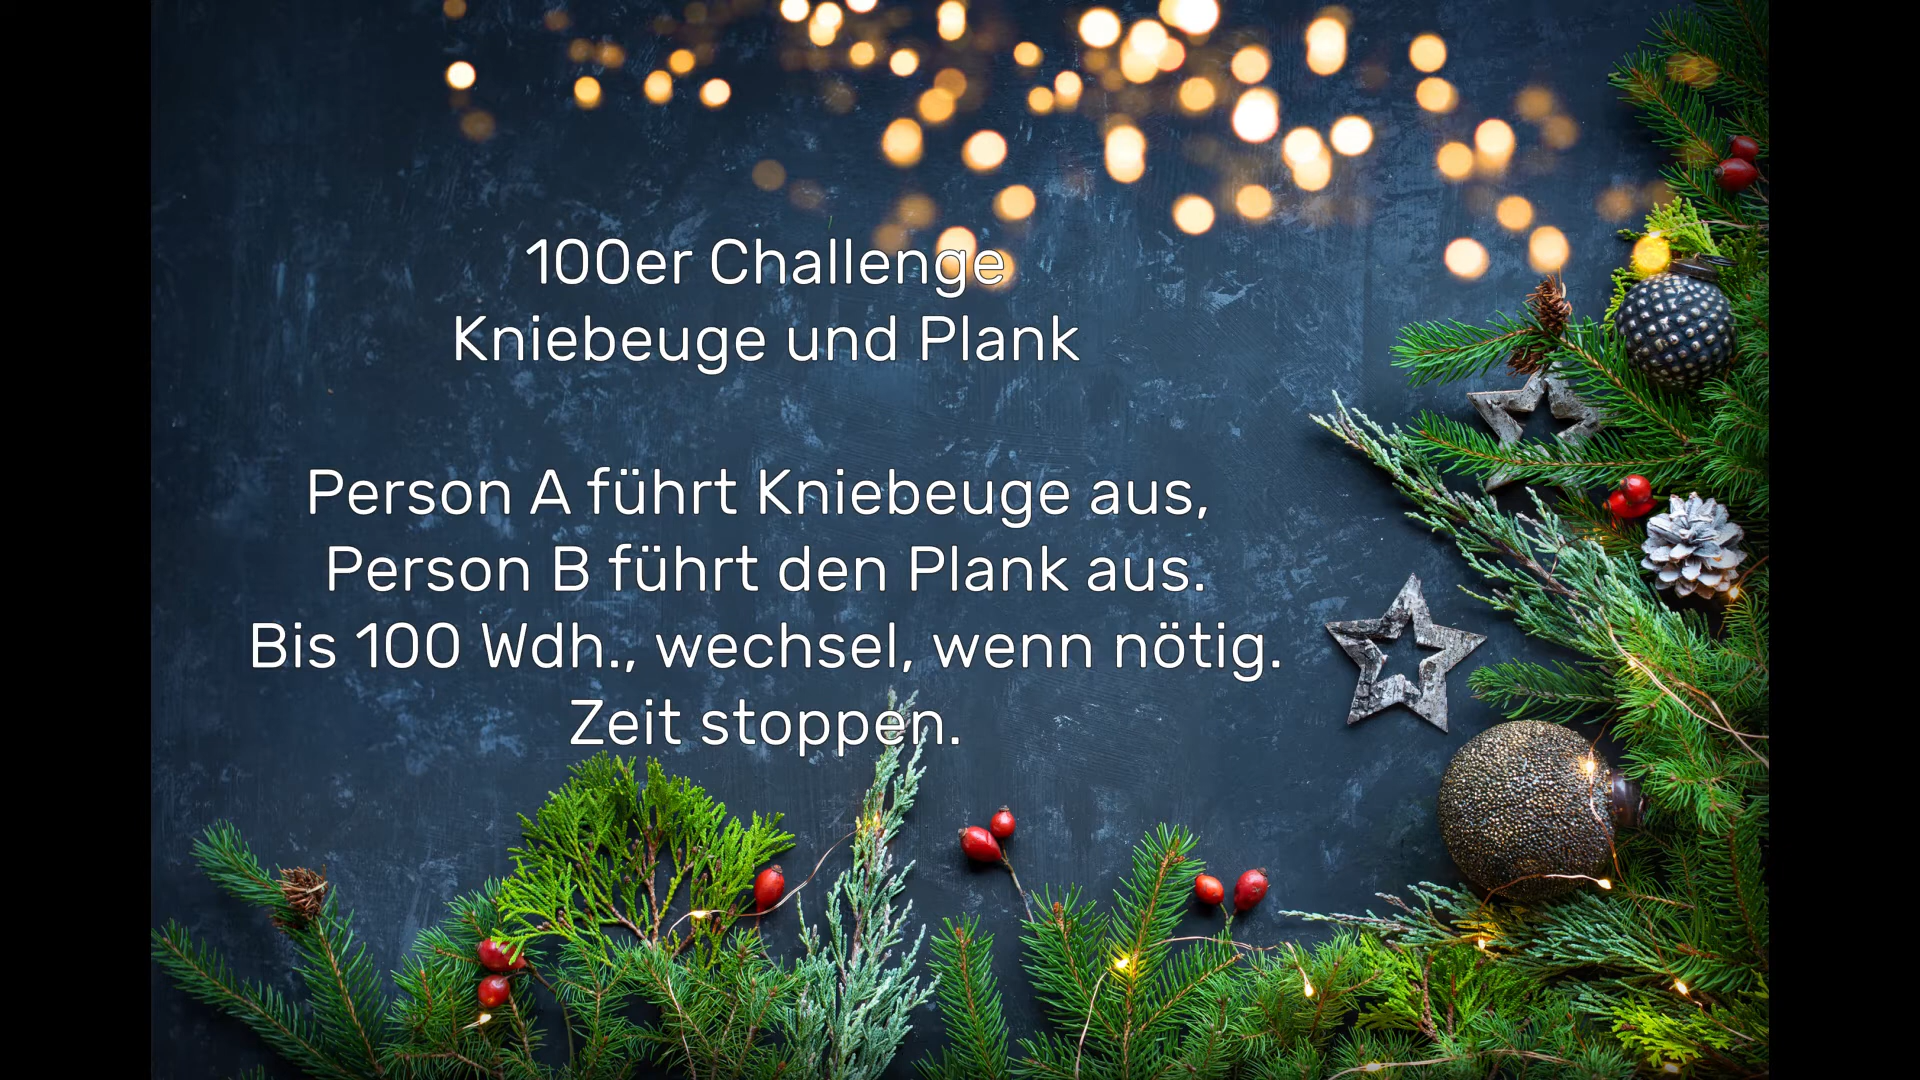 100er Challenge
Kniebeuge und Plank
Person A führt Kniebeuge aus,
Person B führt den Plank aus.
Bis 100 Wdh., wechsel, wenn nötig.
Zeit stoppen.